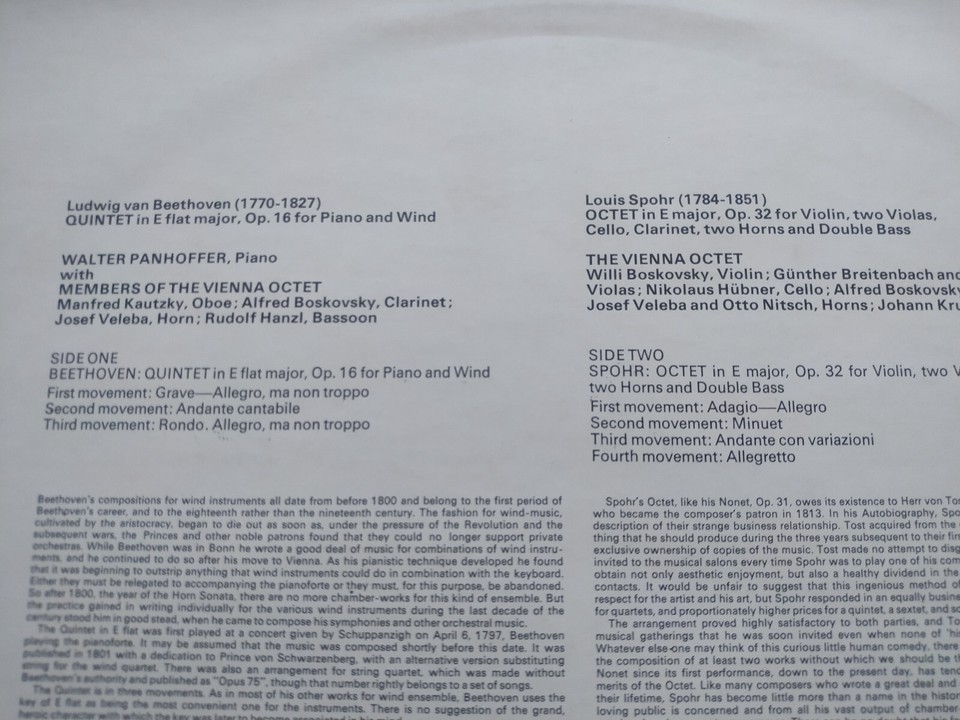 Ludwig van Beethoven (1770-1827)
QUINTET in E flat major, Op. 16 for Piano and Wind
WALTER PANHOFFER, Piano
with
MEMBERS OF THE VIENNA OCTET
Manfred Kautzky, Oboe; Alfred Boskovsky, Clarinet;
Josef Veleba, Horn; Rudolf Hanzl, Bassoon
SIDE ONE
BEETHOVEN: QUINTET in E flat major, Op. 16 for Piano and Wind
First movement: Grave—Allegro, ma non troppo
Second movement: Andante cantabile
Third movement: Rondo. Allegro, ma non troppo
Beethoven's compositions for wind instruments all date from before 1800 and belong to the first period of
Beethoven's career, and to the eighteenth rather than the nineteenth century. The fashion for wind-music,
cultivated by the aristocracy, began to die out as soon as, under the pressure of the Revolution and the
subsequent wars, the Princes and other noble patrons found that they could no longer support private
orchestras. While Beethoven was in Bonn he wrote a good deal of music for combinations of wind instru-
ments, and he continued to do so after his move to Vienna. As his pianistic technique developed he found
that it was beginning to outstrip anything that wind instruments could do in combination with the keyboard.
Either they must be relegated to accompanying the pianoforte or they must, for this purpose, be abandoned.
So after 1800, the year of the Horn Sonata, there are no more chamber-works for this kind of ensemble. But
the practice gained in writing individually for the various wind instruments during the last decade of the
century stood him in good stead, when he came to compose his symphonies and other orchestral music.
The Quintet in E flat was first played at a concert given by Schuppanzigh on April 6, 1797, Beethoven
playing the pianoforte. It may be assumed that the music was composed shortly before this date. It was
published in 1801 with a dedication to Prince von Schwarzenberg, with an alternative version substituting
string for the wind quartet. There was also an arrangement for string quartet, which was made without
Beethoven's authority and published as "Opus 75", though that number rightly belongs to a set of songs.
The Quintet is in three movements. As in most of his other works for wind ensemble, Beethoven uses the
key of E flat as being the most convenient one for the instruments. There is no suggestion of the grand,
heroic character with which the key was later to become associated in his mind.
Louis Spohr (1784-1851)
OCTET in E major, Op. 32 for Violin, two Violas,
Cello, Clarinet, two Horns and Double Bass
THE VIENNA OCTET
Willi Boskovsky, Violin; Günther Breitenbach and
Violas; Nikolaus Hübner, Cello; Alfred Boskovsky
Josef Veleba and Otto Nitsch, Horns; Johann Kru
SIDE TWO
SPOHR: OCTET in E major, Op. 32 for Violin, two V
two Horns and Double Bass
First movement: Adagio—Allegro
Second movement: Minuet
Third movement: Andante con variazioni
Fourth movement: Allegretto
Spohr's Octet, like his Nonet, Op. 31, owes its existence to Herr von Tos
who became the composer's patron in 1813. In his Autobiography, Spo
description of their strange business relationship. Tost acquired from the
thing that he should produce during the three years subsequent to their fir
exclusive ownership of copies of the music. Tost made no attempt to disg
invited to the musical salons every time Spohr was to play one of his com
obtain not only aesthetic enjoyment, but also a healthy dividend in the
contacts. It would be unfair to suggest that this ingenious method of
respect for the artist and his art, but Spohr responded in an equally busine
for quartets, and proportionately higher prices for a quintet, a sextet, and so
The arrangement proved highly satisfactory to both parties, and To
musical gatherings that he was soon invited even when none of 'his
Whatever else one may think of this curious little human comedy, there
the composition of at least two works without which we should be t
Nonet since its first performance, down to the present day, has tend
merits of the Octet. Like many composers who wrote a great deal and
their lifetime, Spohr has become little more than a name in the histor
loving public is concerned and from all his vast output of chamber